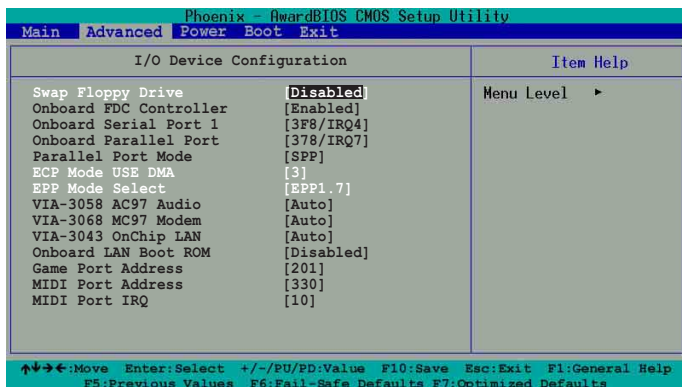 Phoenix - AwardBIOS CMOS Setup Utility
Main Advanced Power Boot Exit
I/O Device Configuration
Item Help
Swap Floppy Drive [Disabled]
Menu Level ►
Onboard FDC Controller [Enabled]
Onboard Serial Port 1 [3F8/IRQ4]
Onboard Parallel Port [378/IRQ7]
Parallel Port Mode [SPP]
ECP Mode USE DMA [3]
EPP Mode Select [EPP1.7]
VIA-3058 AC97 Audio [Auto]
VIA-3068 MC97 Modem [Auto]
VIA-3043 OnChip LAN [Auto]
Onboard LAN Boot ROM [Disabled]
Game Port Address [201]
MIDI Port Address [330]
MIDI Port IRQ [10]
↑↓→←:Move Enter:Select +/-/PU/PD:Value F10:Save Esc:Exit F1:General Help
F5:Previous Values F6:Fail-Safe Defaults F7:Optimized Defaults